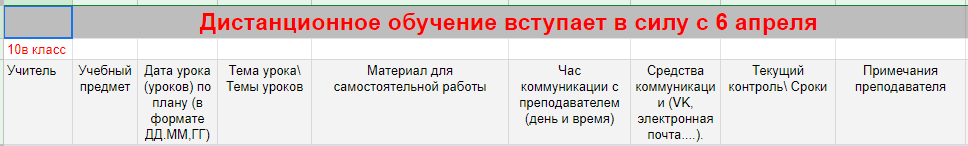 Дистанционное обучение вступает в силу с 6 апреля
10в класс
Учитель
Учебный
предмет
Дата урока
(уроков) по
плану (в
формате
ДД.ММ,ГГ)
Тема урока\
Темы уроков
Материал для
самостоятельной работы
Час
коммуникации с
преподавателем
(день и время)
Средства
коммуникаци
и (VK,
электронная
почта....).
Текущий
контроль\ Сроки
Примечания
преподавателя